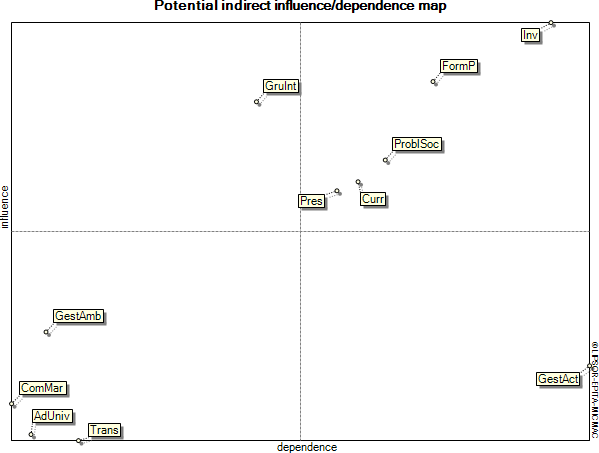 Potential indirect influence/dependence map
Inv
FormP
GruInt
ProblSoc
Pres
Curr
influence
GestAmb
GestAct
ComMar
AdUniv
Trans
dependence
© LIPSOR-EPITA-MICMAC